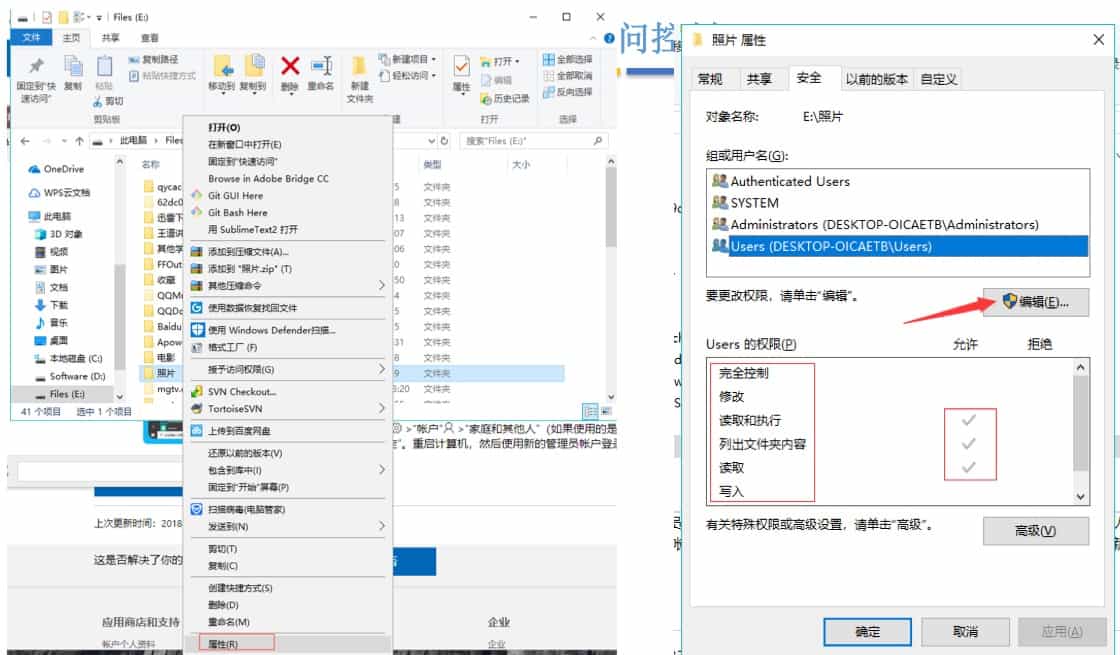 Files (E:)
文件
主页
共享
查看
固定到"快速访问"
复制
粘贴
复制路径
粘贴快捷方式
剪切
移动到
复制到
删除
重命名
新建文件夹
新建项目
轻松访问
属性
打开
编辑
历史记录
全部选择
全部取消
反向选择
剪贴板
建
打开
选择
此电脑 > Files
搜索"Files (E:)"
OneDrive
WPS云文档
此电脑
3D 对象
视频
图片
文档
下载
音乐
桌面
本地磁盘 (C:)
Software (D:)
Files (E:)
名称
类型
大小
qycac
62dc0
迅雷下
王语讲
其他学
FFOut
收藏
QQMu
QQDo
Baidu
Apow
电影
照片
mgtv.
文件夹
文件夹
文件夹
文件夹
文件夹
文件夹
文件夹
文件夹
文件夹
文件夹
文件夹
文件夹
文件夹
文件夹
41 个项目
选中 1 个项目
打开(O)
在新窗口中打开(E)
固定到"快速访问"
Browse in Adobe Bridge CC
Git GUI Here
Git Bash Here
用 SublimeText2 打开
添加到压缩文件(A)...
添加到 "照片.zip" (T)
其他压缩命令
使用数据恢复找回文件
使用 Windows Defender扫描...
格式工厂 (F)
授予访问权限(G)
SVN Checkout...
TortoiseSVN
上传到百度网盘
还原以前的版本(V)
包含到库中(I)
固定到"开始"屏幕(P)
扫描病毒(电脑管家)
发送到(N)
剪切(T)
复制(C)
创建快捷方式(S)
删除(D)
重命名(M)
属性(R)
>"帐户" >"家庭和其他人"（如果使用的是
。重启计算机，然后使用新的管理员帐户登录
上次更新时间：2018
这是否解决了你的
应用商店和支持
帐户个人资料
企业
企业
照片 属性
常规
共享
安全
以前的版本
自定义
对象名称: E:\照片
组或用户名(G):
Authenticated Users
SYSTEM
Administrators (DESKTOP-OICAETB\Administrators)
Users (DESKTOP-OICAETB\Users)
要更改权限，请单击"编辑"。
编辑(E)...
Users 的权限(P) 允许 拒绝
完全控制
修改
读取和执行
列出文件夹内容
读取
写入
有关特殊权限或高级设置，请单击"高级"。
高级(V)
确定
取消
应用(A)